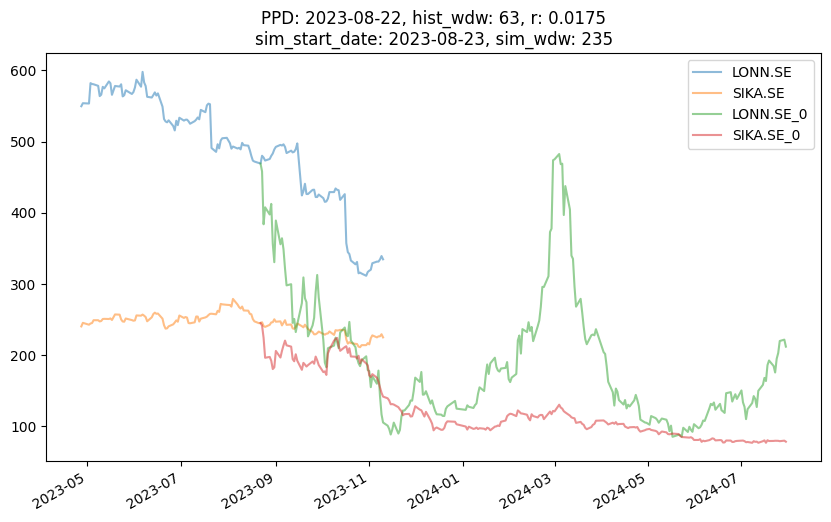 PPD: 2023-08-22, hist_wdw: 63, r: 0.0175
sim_start_date: 2023-08-23, sim_wdw: 235
LONN.SE
SIKA.SE
LONN.SE_0
SIKA.SE_0
600
500
400
300
200
100
2023-05
2023-07
2023-09
2023-11
2024-01
2024-03
2024-05
2024-07